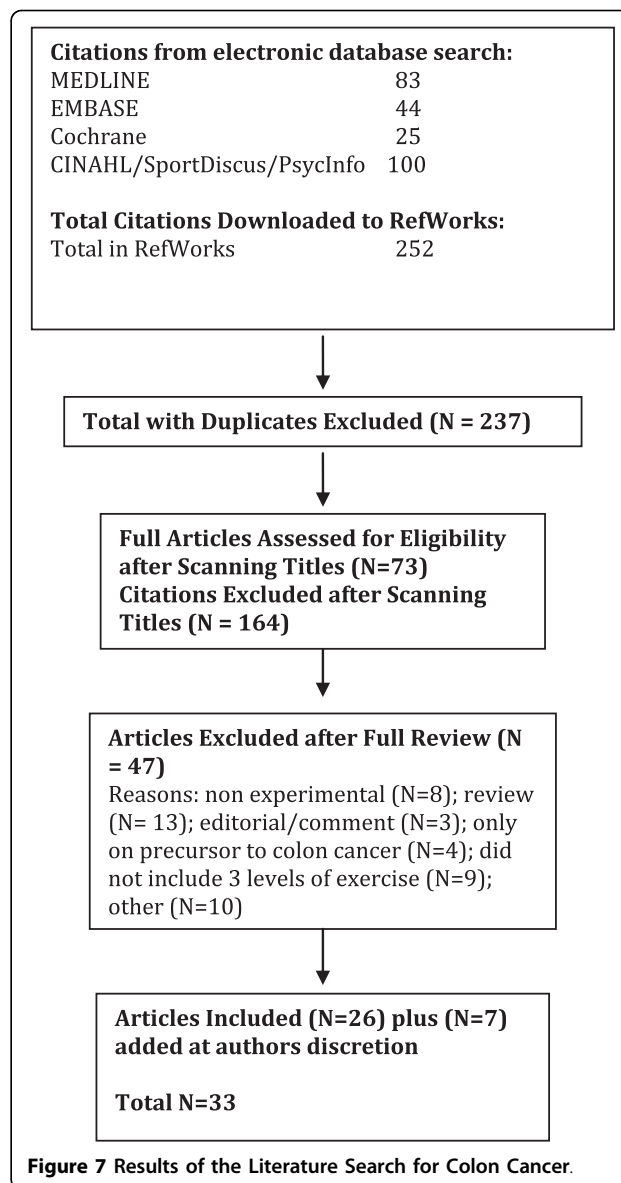 Citations from electronic database search:
MEDLINE 83
EMBASE 44
Cochrane 25
CINAHL/SportDiscus/PsycInfo 100
Total Citations Downloaded to RefWorks:
Total in RefWorks 252
Total with Duplicates Excluded (N = 237)
Full Articles Assessed for Eligibility
after Scanning Titles (N=73)
Citations Excluded after Scanning
Titles (N = 164)
Articles Excluded after Full Review (N
= 47)
Reasons: non experimental (N=8); review
(N= 13); editorial/comment (N=3); only
on precursor to colon cancer (N=4); did
not include 3 levels of exercise (N=9);
other (N=10)
Articles Included (N=26) plus (N=7)
added at authors discretion
Total N=33
Figure 7 Results of the Literature Search for Colon Cancer.